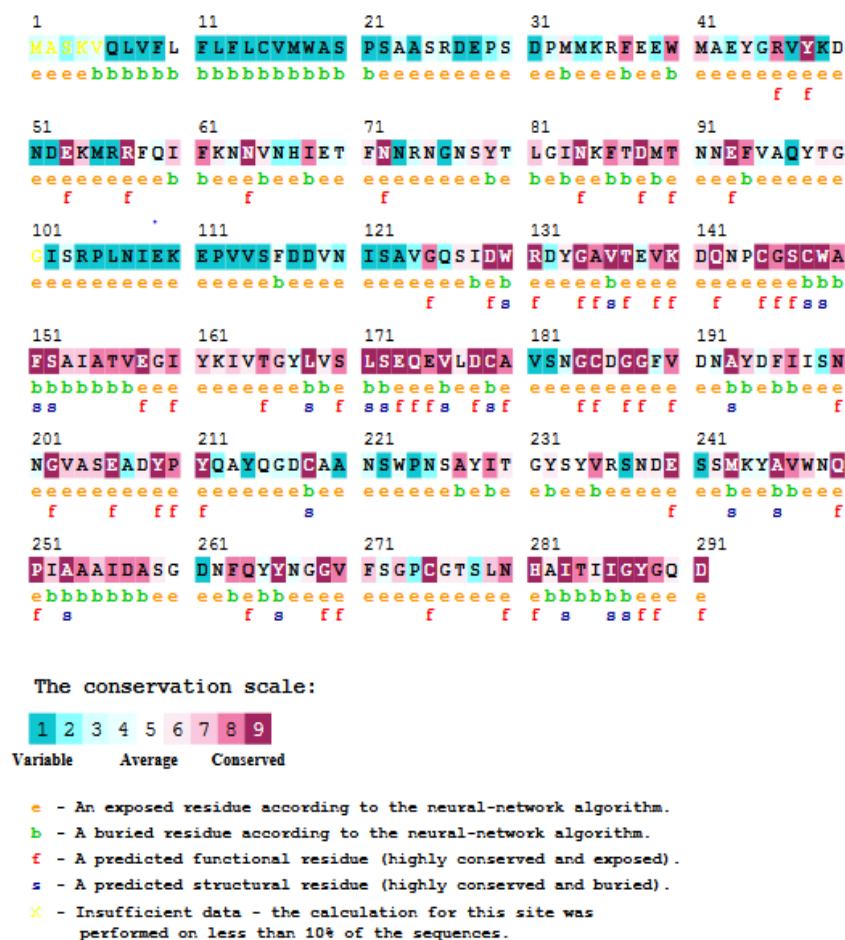 1 11 21 31 41
MASKVQLVFL FLFLCVMWAS PSAASRDEPS DPMMKRFEEW MAEYGRVYKD
eeeebbbbbb bbbbbbbbbb beeeeeeeee eebeeebeeb eeeeeeeeee
f f
51 61 71 81 91
NDEKMRRFQI FKNNVNHIET FNNRNGNSYT LGINKFTDMT NNEFVAQYTG
eeeeeeeeeb beeebeebee eeeeeeeebe bebeebbebe eeebeeeeee
f f f f f f f f
101 111 121 131 141
GISRPLNIEK EPVVSFDDVN ISAVGQSIDW RDYGAVTEVK DQNPCGSCWA
eeeeeeeeee eeeeebeeee eeeeeeebeb eeeeeeeeee eeeeeeebbb
f fs f ffsf ff f fffss
151 161 171 181 191
FSAIATVEGI YKIVTGYLVS LSEQEVLDCA VSNGCDGGFV DNAYDFIISN
bbbbbbbeee eeeeeeebbe bbeeebeebe eeeeeeeeee eebbebbeee
ss f f f s f ssfffs fsf ff ff f s f
201 211 221 231 241
NGVASEADYP YQAYQGDCAA NSWPNSAYIT GYSYVRSNDE SSMKYAVWNQ
eeeeeeeeee eeeeeeebee eeeeeebebe ebeebeeeee eebeebbeee
f f ff f s f s s f
251 261 271 281 291
PIAAAIDASG DNFQYYNGGV FSGPCGTSLN HAITIIGYGQ D
ebbbbbbbee eebebbeeee eeeeeeeeee ebbbbbbeee e
f s f s ff f f f s ssff f
The conservation scale:
1 2 3 4 5 6 7 8 9
Variable Average Conserved
e - An exposed residue according to the neural-network algorithm.
b - A buried residue according to the neural-network algorithm.
f - A predicted functional residue (highly conserved and exposed).
s - A predicted structural residue (highly conserved and buried).
X - Insufficient data - the calculation for this site was
performed on less than 10% of the sequences.